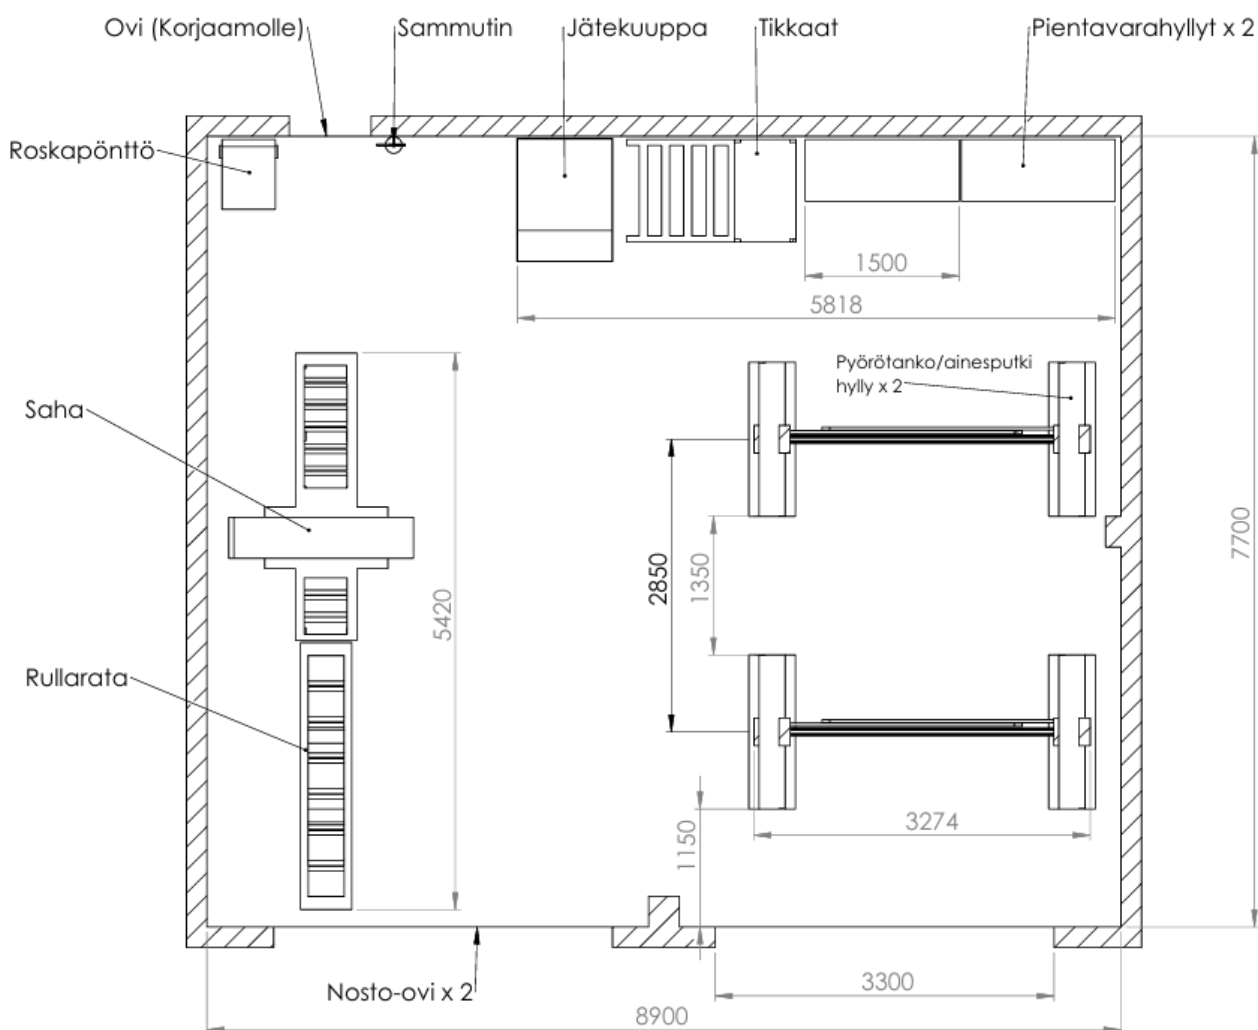 Ovi (Korjaamolle)
Sammutin
Jätekuuppa
Tikkaat
Pientavarahyllyt x 2
Roskapönttö
1500
5818
Pyörötanko/ainesputki
hylly x 2
Saha
7700
2850
1350
5420
Rullarata
3274
1150
Nosto-ovi x 2
3300
8900